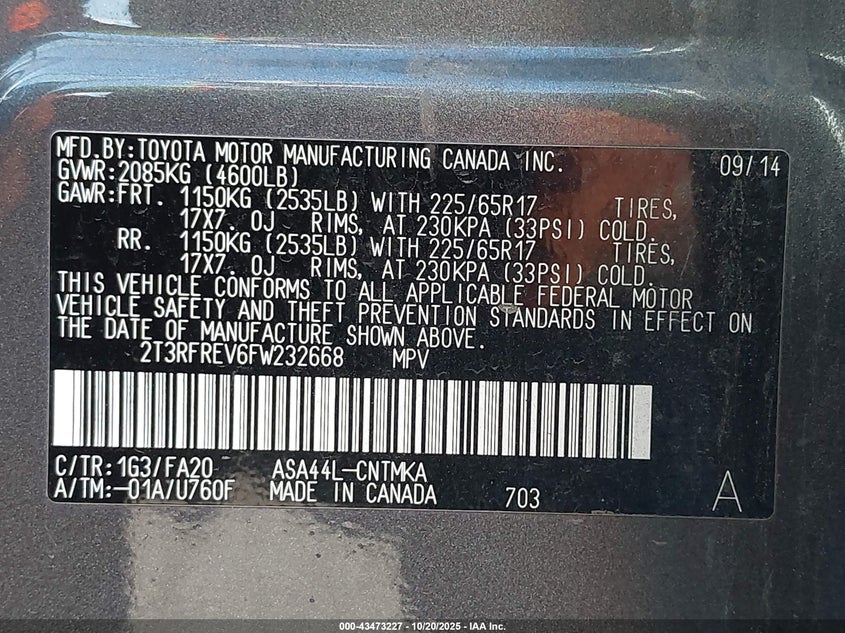 MFD.BY:TOYOTA MOTOR MANUFACTURING CANADA INC. 09/14
GVWR:2085KG (4600LB)
GAWR:FRT. 1150KG (2535LB) WITH 225/65R17 TIRES,
17X7. 0J RIMS, AT 230KPA (33PSI) COLD.
RR. 1150KG (2535LB) WITH 225/65R17 TIRES,
17X7. 0J RIMS, AT 230KPA (33PSI) COLD.
THIS VEHICLE CONFORMS TO ALL APPLICABLE FEDERAL MOTOR
VEHICLE SAFETY AND THEFT PREVENTION STANDARDS IN EFFECT ON
THE DATE OF MANUFACTURE SHOWN ABOVE.
2T3RFREV6FW232668 MPV
C/TR:1G3/FA20 ASA44L-CNTMKA
A/TM:-01A/U760F MADE IN CANADA 703 A
000-43473227 - 10/20/2025 - IAA Inc.